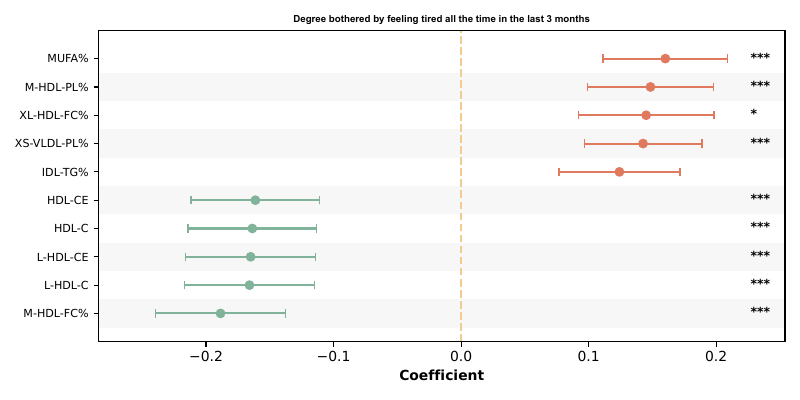 Degree bothered by feeling tired all the time in the last 3 months
MUFA% ***
M-HDL-PL% ***
XL-HDL-FC% *
XS-VLDL-PL% ***
IDL-TG%
HDL-CE ***
HDL-C ***
L-HDL-CE ***
L-HDL-C ***
M-HDL-FC% ***
−0.2 −0.1 0.0 0.1 0.2
Coefficient